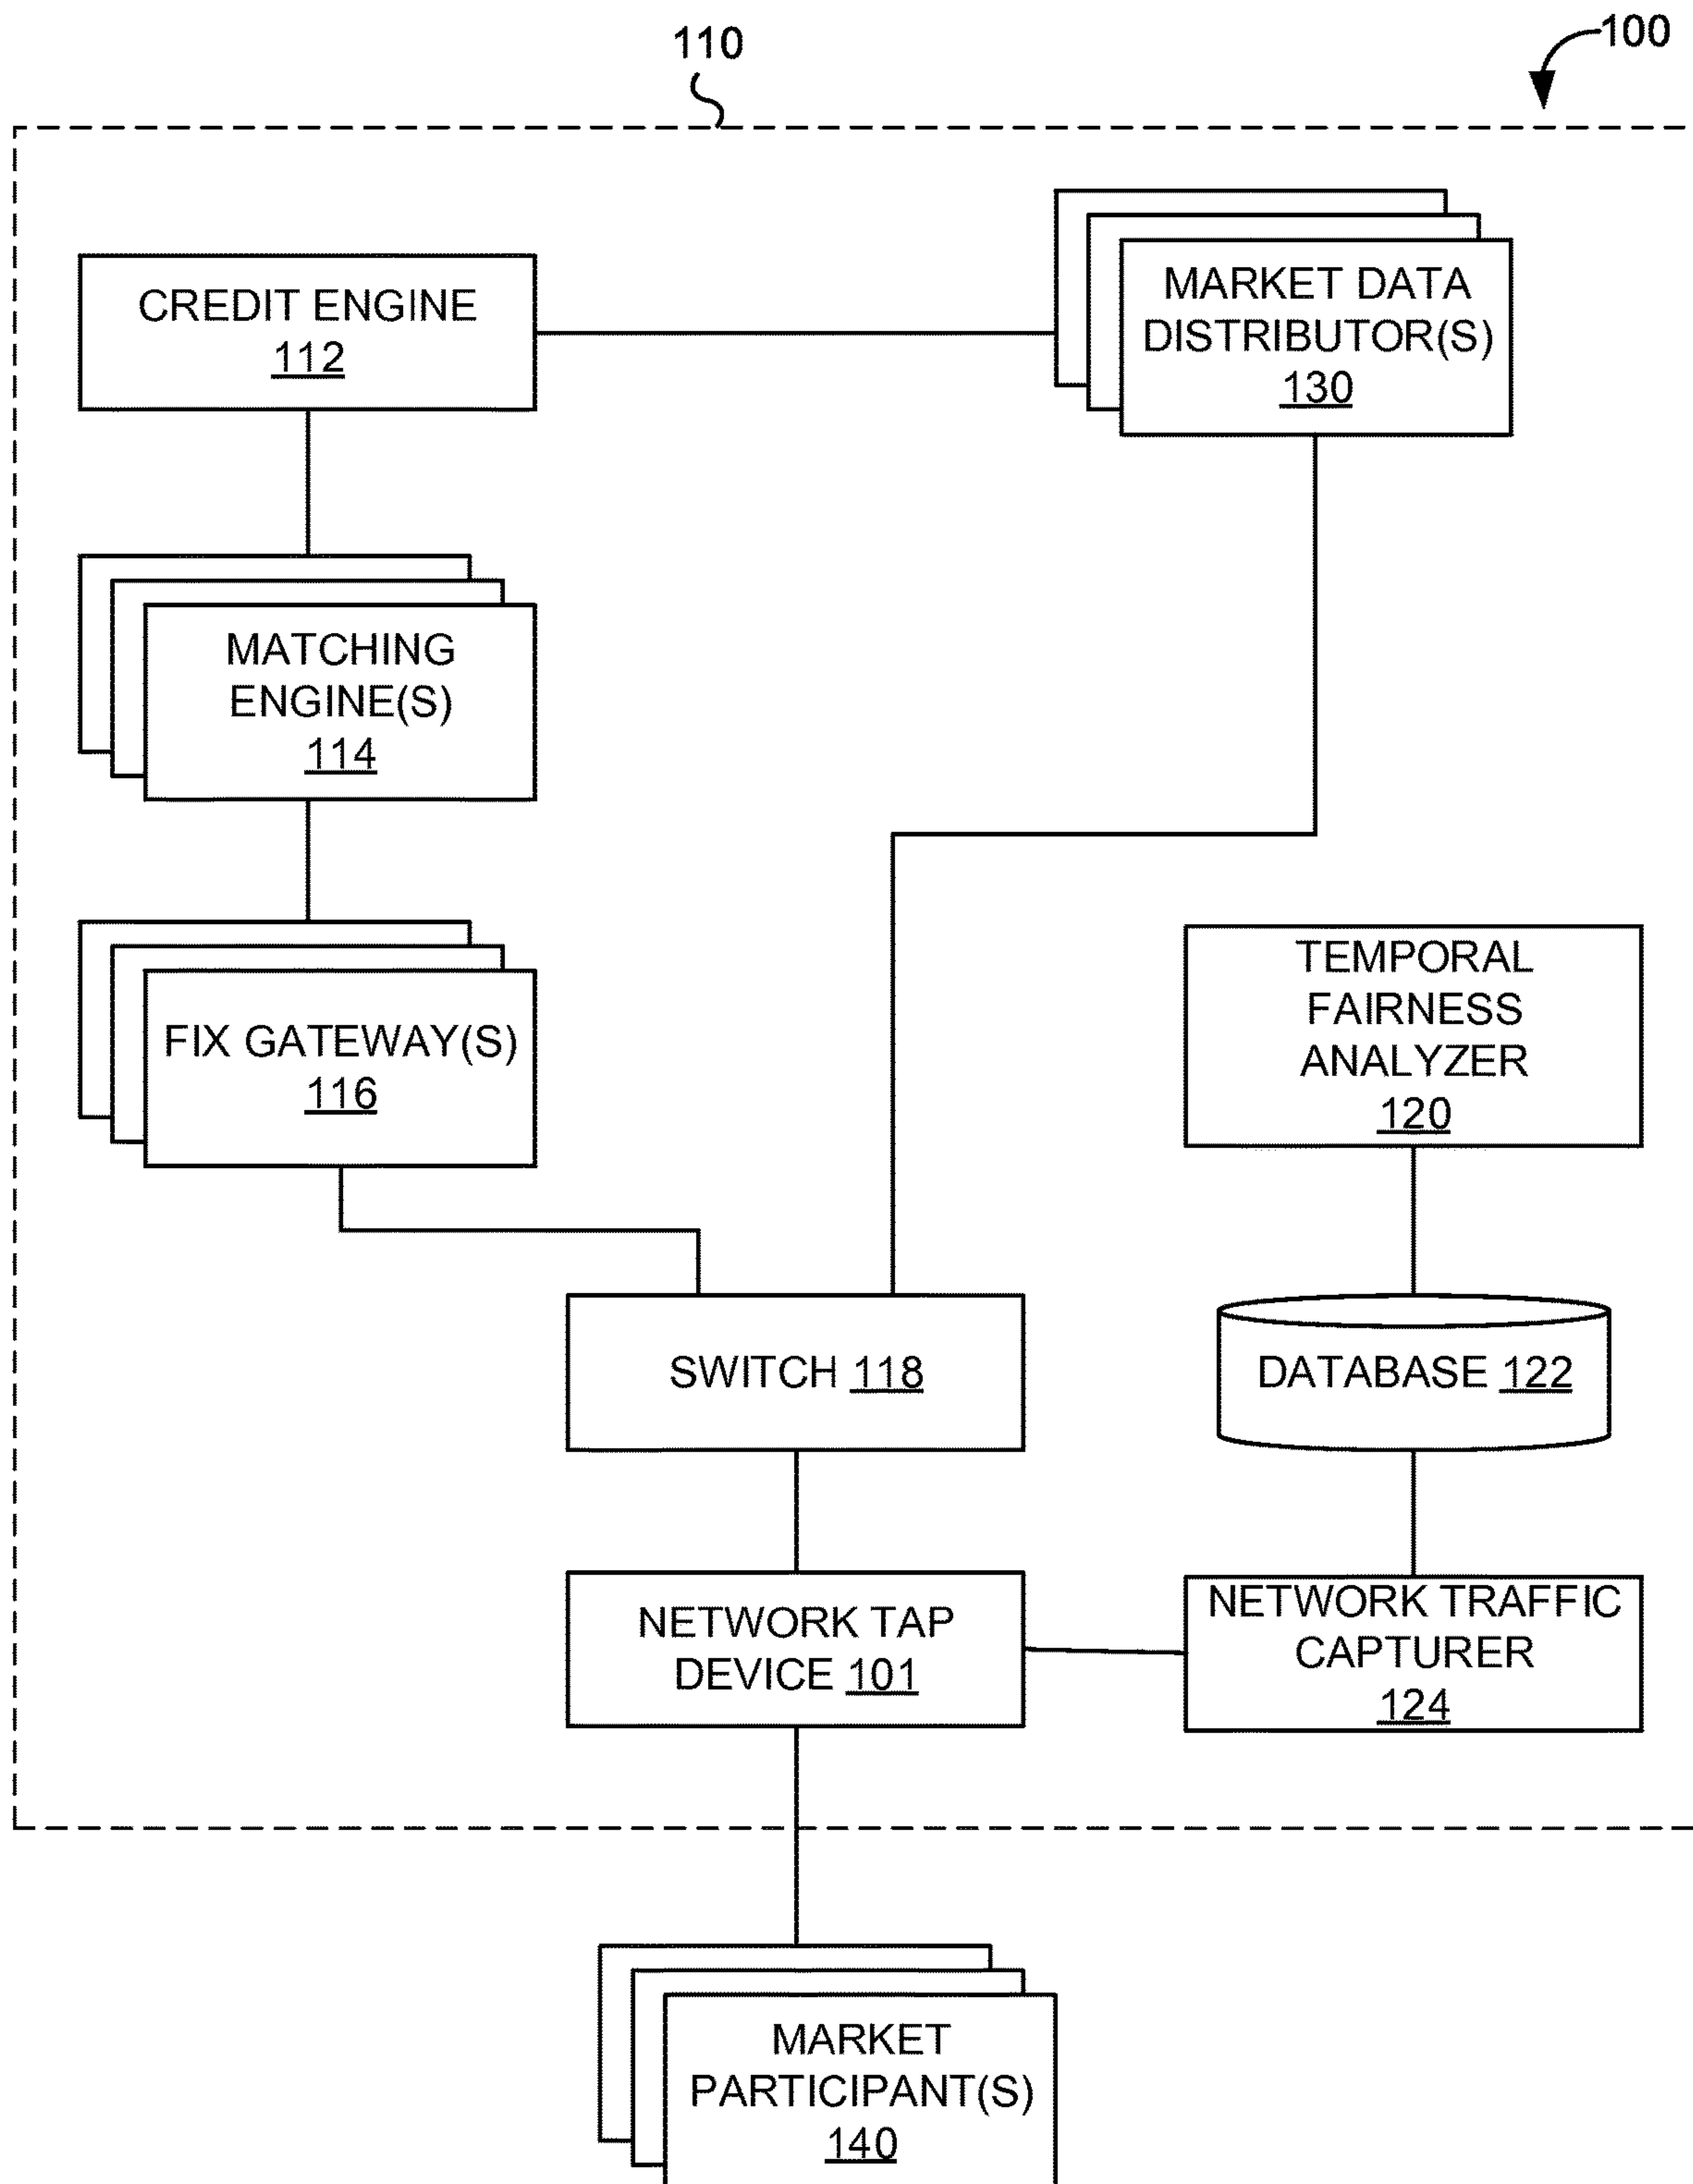 110
100
CREDIT ENGINE
112
MARKET DATA
DISTRIBUTOR(S)
130
MATCHING
ENGINE(S)
114
FIX GATEWAY(S)
116
TEMPORAL
FAIRNESS
ANALYZER
120
SWITCH 118
DATABASE 122
NETWORK TAP
DEVICE 101
NETWORK TRAFFIC
CAPTURER
124
MARKET
PARTICIPANT(S)
140